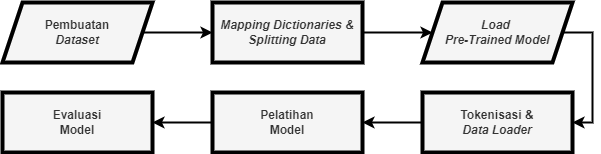 Pembuatan
Dataset
Mapping Dictionaries &
Splitting Data
Load
Pre-Trained Model
Tokenisasi &
Data Loader
Pelatihan
Model
Evaluasi
Model